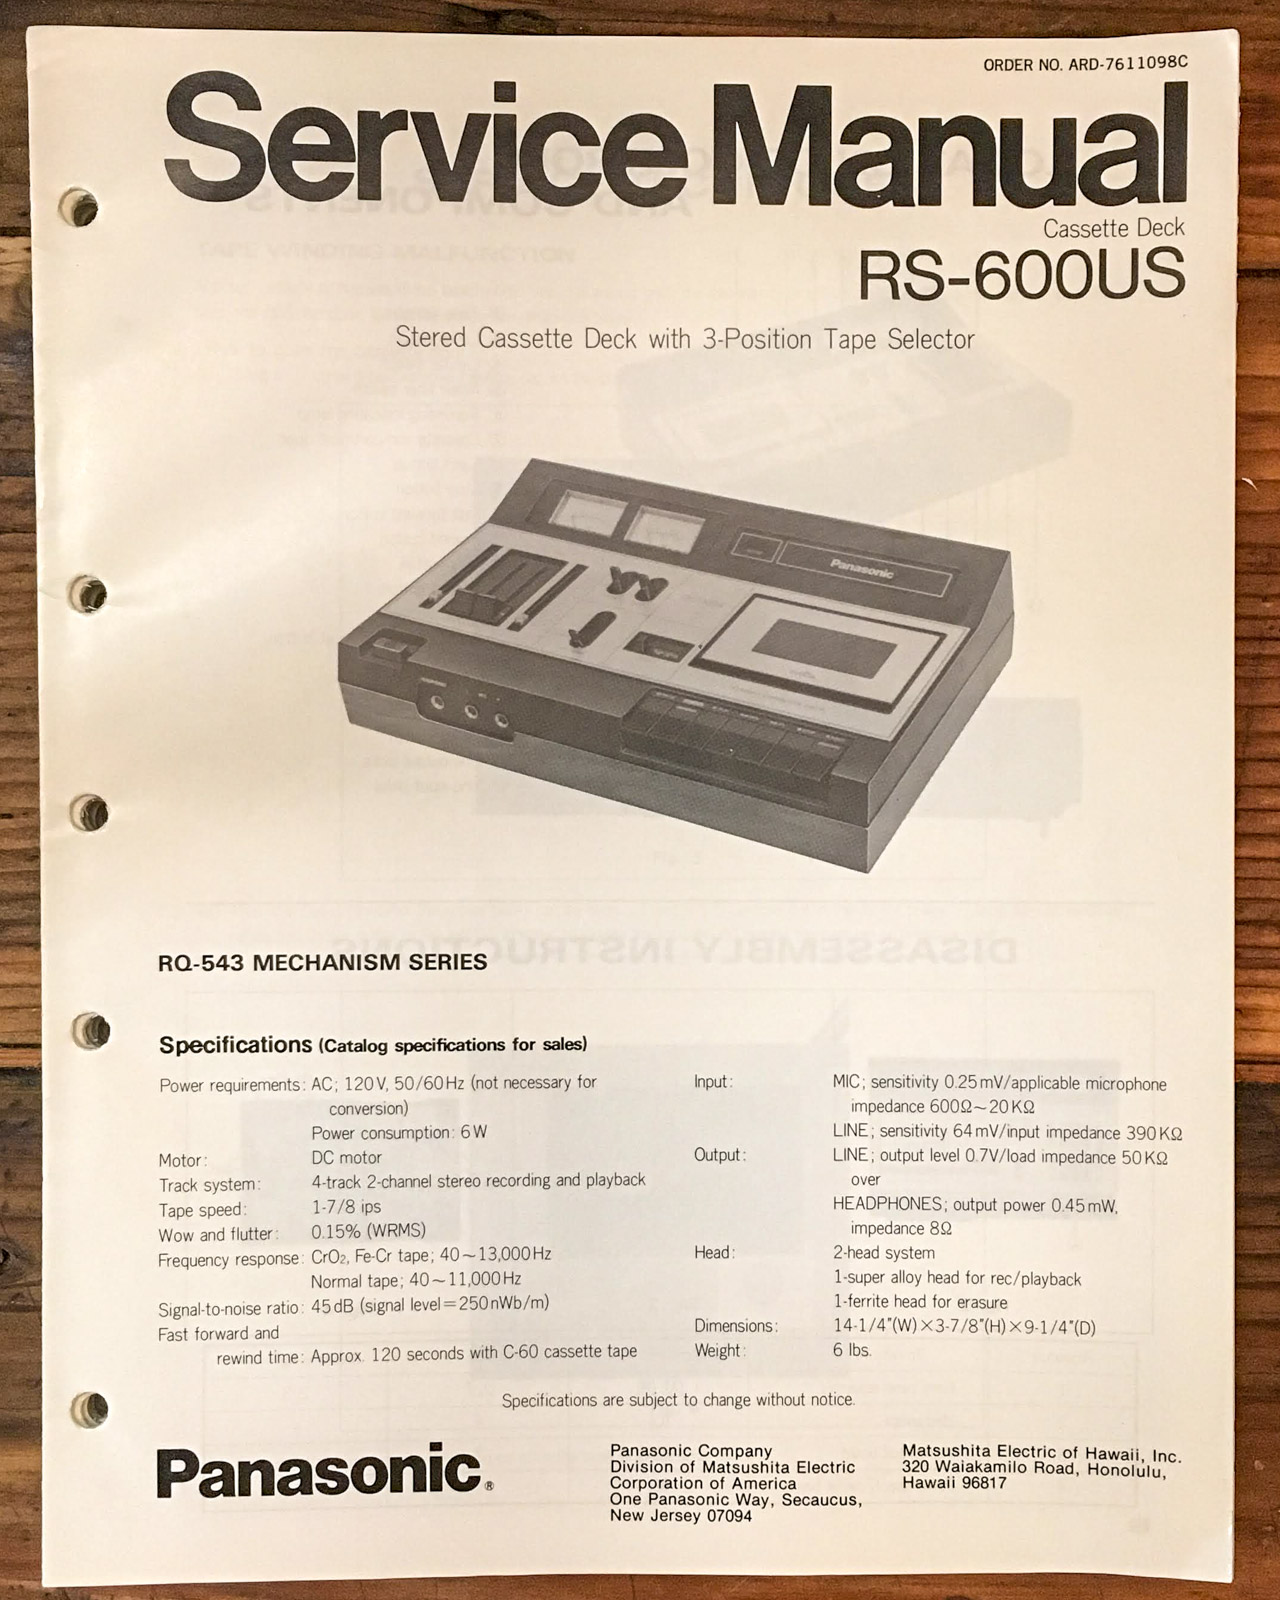 ORDER NO. ARD-7611098C
Service Manual
Cassette Deck
RS-600US
Stered Cassette Deck with 3-Position Tape Selector
Panasonic
RQ-543 MECHANISM SERIES
Specifications (Catalog specifications for sales)
Power requirements: AC; 120V, 50/60Hz (not necessary for
conversion)
Power consumption: 6W
Motor: DC motor
Track system: 4-track 2-channel stereo recording and playback
Tape speed: 1-7/8 ips
Wow and flutter: 0.15% (WRMS)
Frequency response: CrO₂, Fe-Cr tape; 40~13,000Hz
Normal tape; 40~11,000Hz
Signal-to-noise ratio: 45dB (signal level=250nWb/m)
Fast forward and
rewind time: Approx. 120 seconds with C-60 cassette tape
Input: MIC; sensitivity 0.25mV/applicable microphone
impedance 600Ω~20KΩ
LINE; sensitivity 64mV/input impedance 390KΩ
Output: LINE; output level 0.7V/load impedance 50KΩ
over
HEADPHONES; output power 0.45mW,
impedance 8Ω
Head: 2-head system
1-super alloy head for rec/playback
1-ferrite head for erasure
Dimensions: 14-1/4"(W)×3-7/8"(H)×9-1/4"(D)
Weight: 6 lbs.
Specifications are subject to change without notice.
Panasonic®
Panasonic Company
Division of Matsushita Electric
Corporation of America
One Panasonic Way, Secaucus,
New Jersey 07094
Matsushita Electric of Hawaii, Inc.
320 Waiakamilo Road, Honolulu,
Hawaii 96817
DISASSEMBLY INSTRUCTIONS
TAPE WINDING MALFUNCTION
AND COMPONENTS